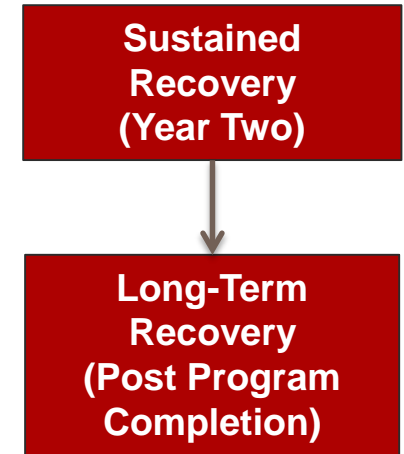 Sustained
Recovery
(Year Two)
Long-Term
Recovery
(Post Program
Completion)